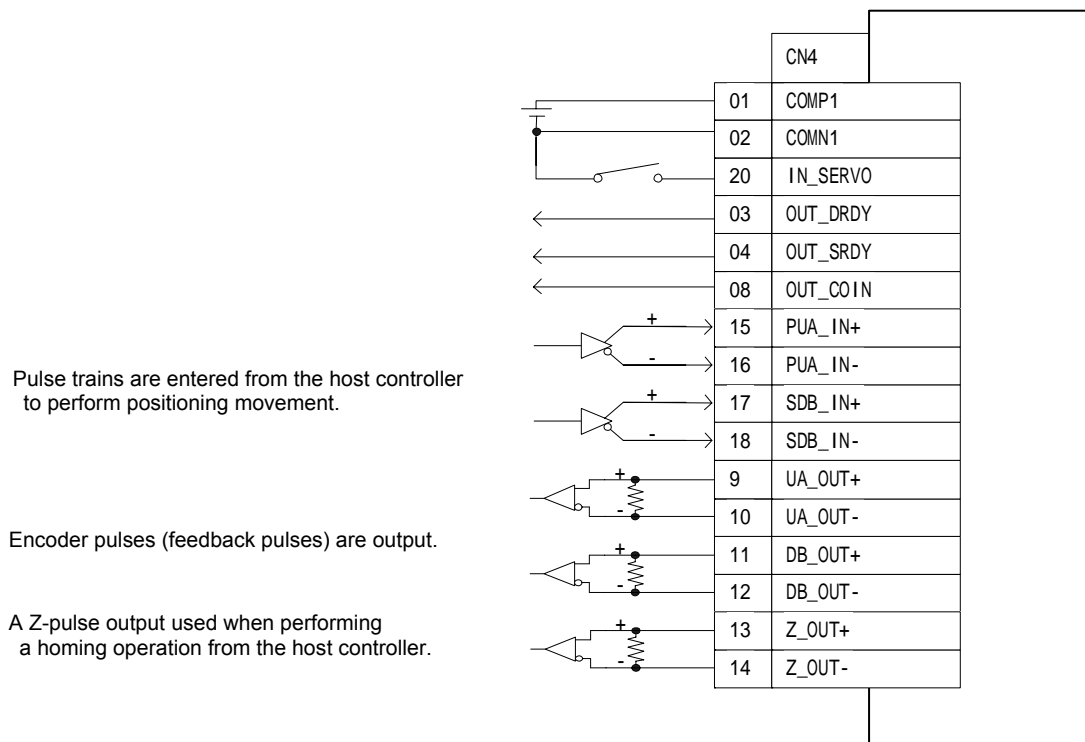 CN4
01 COMP1
02 COMN1
20 IN_SERVO
03 OUT_DRDY
04 OUT_SRDY
08 OUT_COIN
+ 15 PUA_IN+
- 16 PUA_IN-
Pulse trains are entered from the host controller
to perform positioning movement.
+ 17 SDB_IN+
- 18 SDB_IN-
+ 9 UA_OUT+
- 10 UA_OUT-
Encoder pulses (feedback pulses) are output.
+ 11 DB_OUT+
- 12 DB_OUT-
A Z-pulse output used when performing
a homing operation from the host controller.
+ 13 Z_OUT+
- 14 Z_OUT-